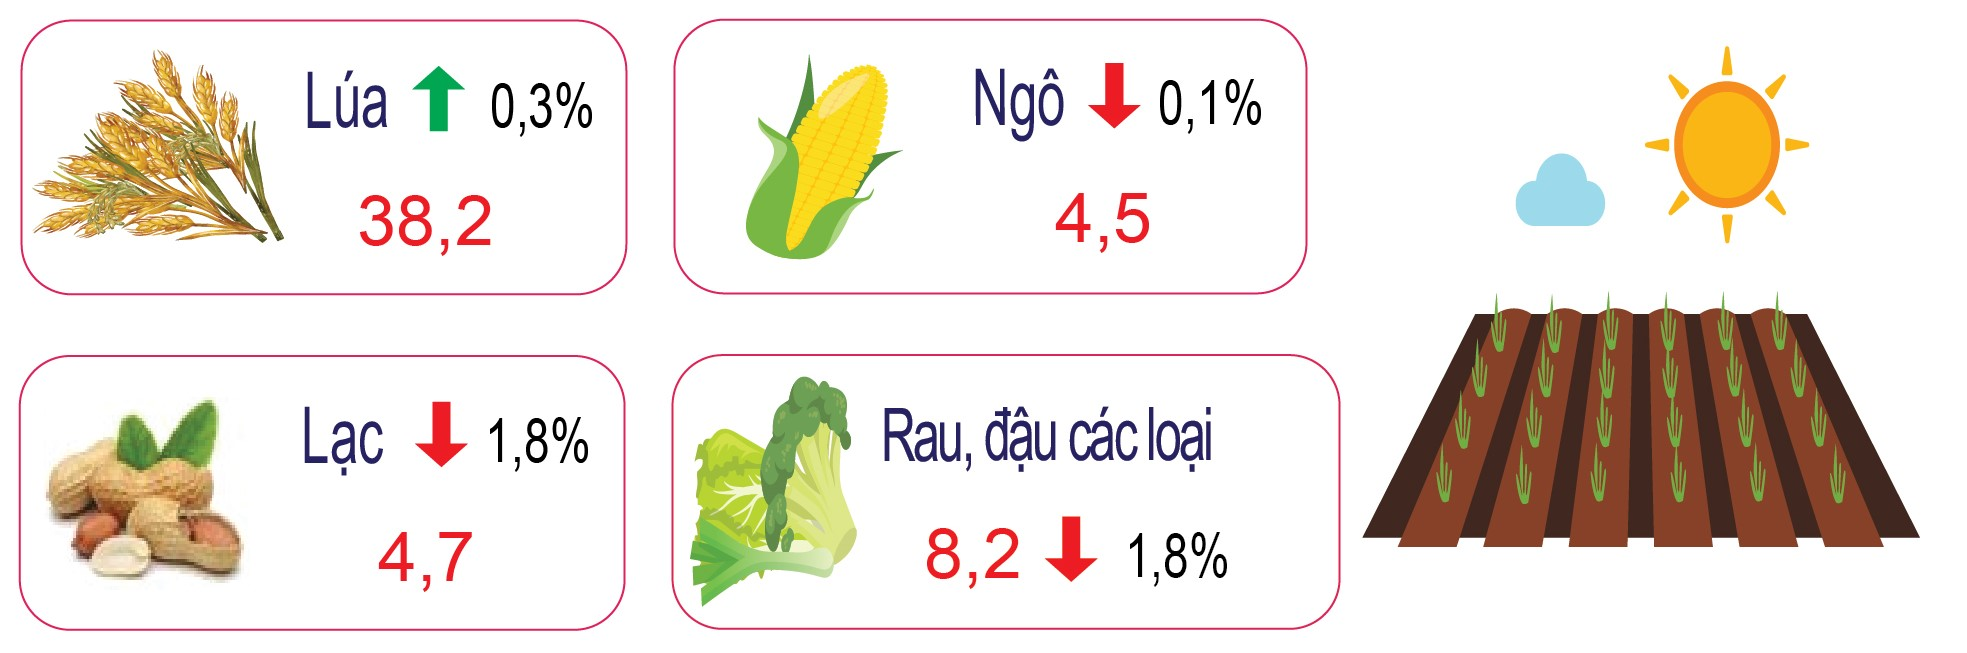 Lúa 0,3%
38,2
Ngô 0,1%
4,5
Lạc 1,8%
4,7
Rau, đậu các loại
8,2 1,8%